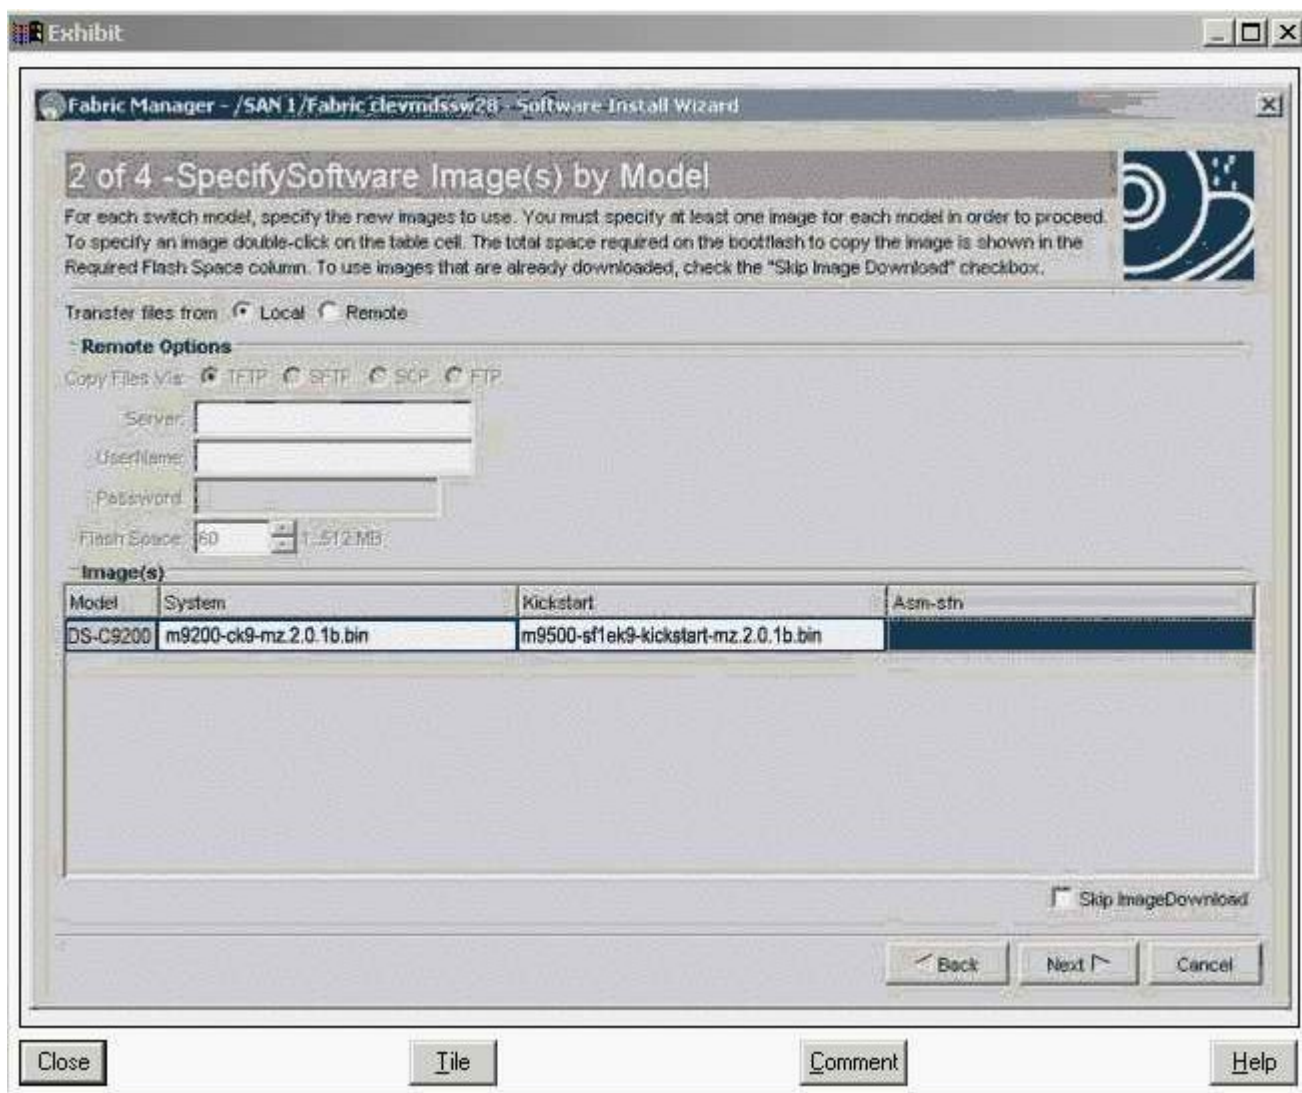 Exhibit
Fabric Manager - /SAN 1/Fabric clevmdssw28 - Software Install Wizard
2 of 4 -SpecifySoftware Image(s) by Model
For each switch model, specify the new images to use. You must specify at least one image for each model in order to proceed.
To specify an image double-click on the table cell. The total space required on the bootflash to copy the image is shown in the
Required Flash Space column. To use images that are already downloaded, check the "Skip Image Download" checkbox.
Transfer files from Local Remote
Remote Options
Copy Files Via: TFTP SFTP SCP FTP
Server:
UserName:
Password
Flash Space: 60 1..512 MB
Image(s)
Model System Kickstart Asm-sfn
DS-C9200 m9200-ck9-mz.2.0.1b.bin m9500-sf1ek9-kickstart-mz.2.0.1b.bin
Skip ImageDownload
Back Next Cancel
Close Tile Comment Help